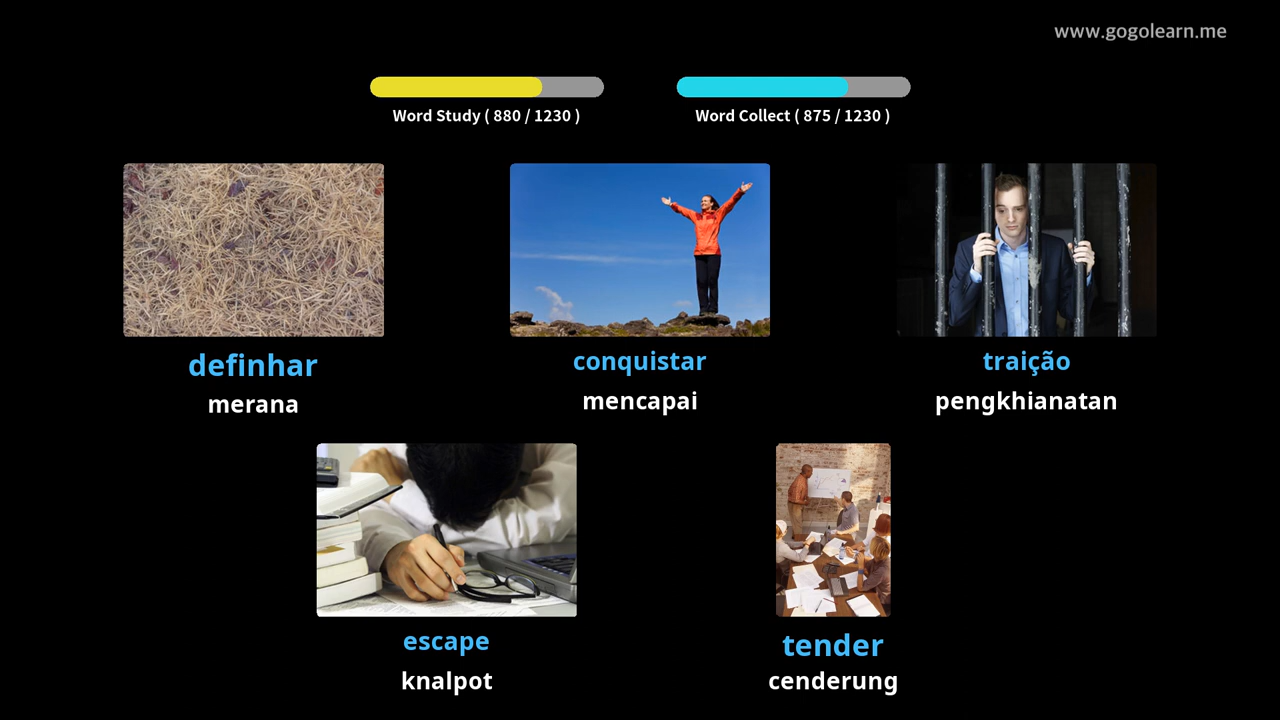 www.gogolearn.me
Word Study ( 880 / 1230 )
Word Collect ( 875 / 1230 )
definhar
merana
conquistar
mencapai
traição
pengkhianatan
escape
knalpot
tender
cenderung